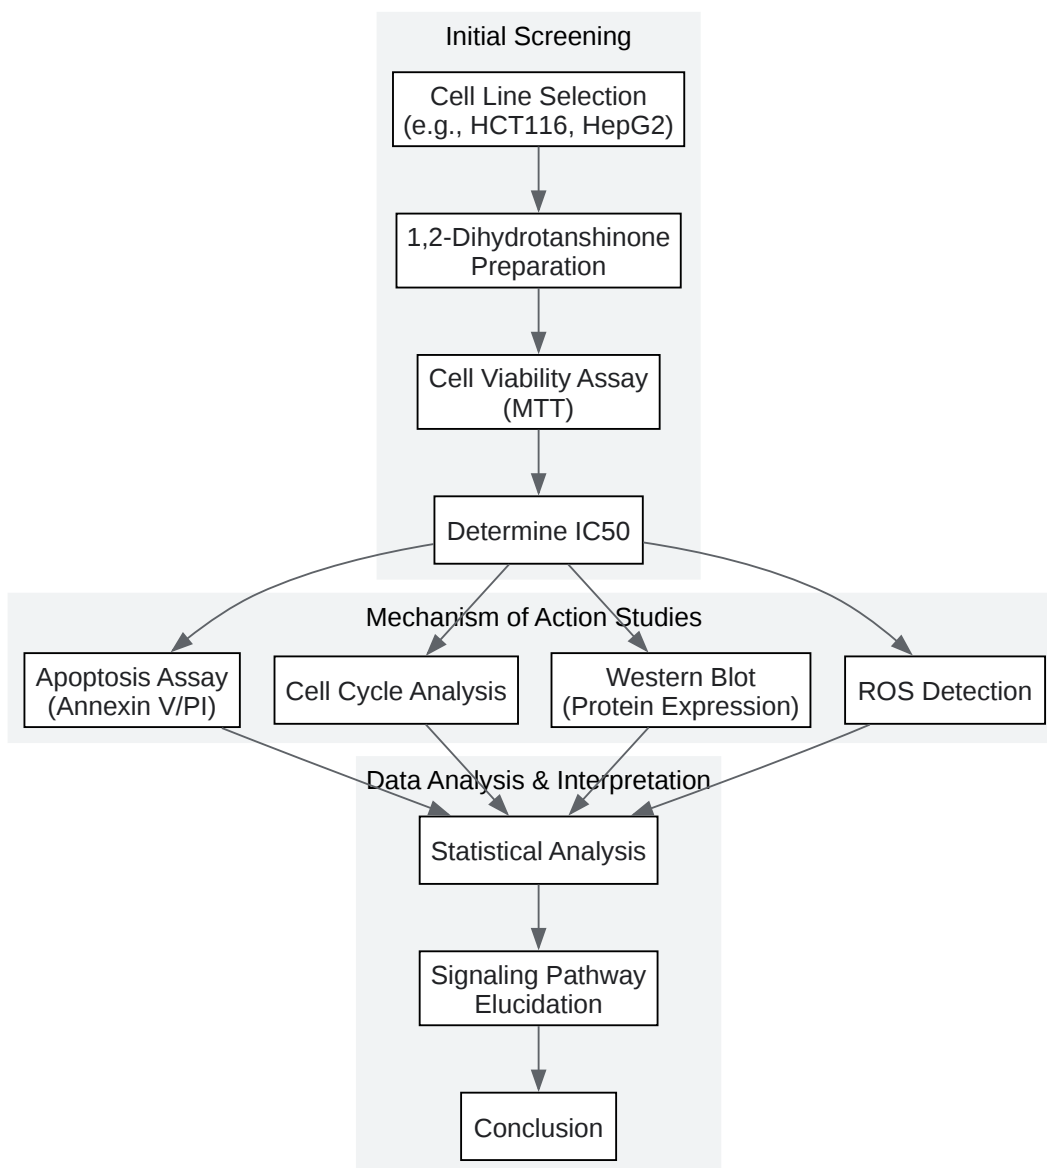 Initial Screening
Cell Line Selection
(e.g., HCT116, HepG2)
1,2-Dihydrotanshinone
Preparation
Cell Viability Assay
(MTT)
Determine IC50
Mechanism of Action Studies
Apoptosis Assay
(Annexin V/PI)
Cell Cycle Analysis
Western Blot
(Protein Expression)
ROS Detection
Data Analysis & Interpretation
Statistical Analysis
Signaling Pathway
Elucidation
Conclusion